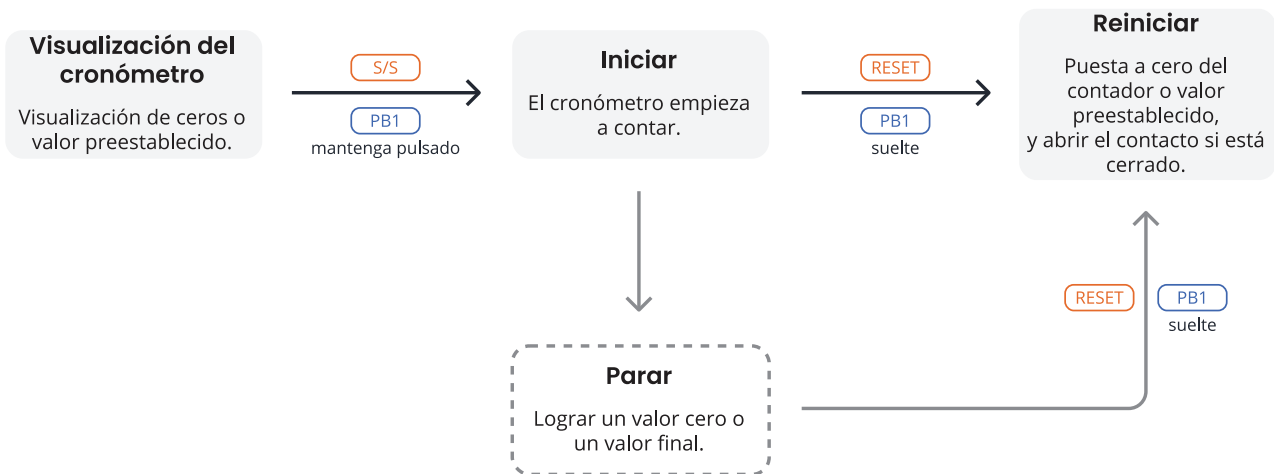 Visualización del
cronómetro
Visualización de ceros o
valor preestablecido.
S/S
PB1
mantenga pulsado
Iniciar
El cronómetro empieza
a contar.
RESET
PB1
suelte
Reiniciar
Puesta a cero del
contador o valor
preestablecido,
y abrir el contacto si está
cerrado.
RESET
PB1
suelte
Parar
Lograr un valor cero o
un valor final.